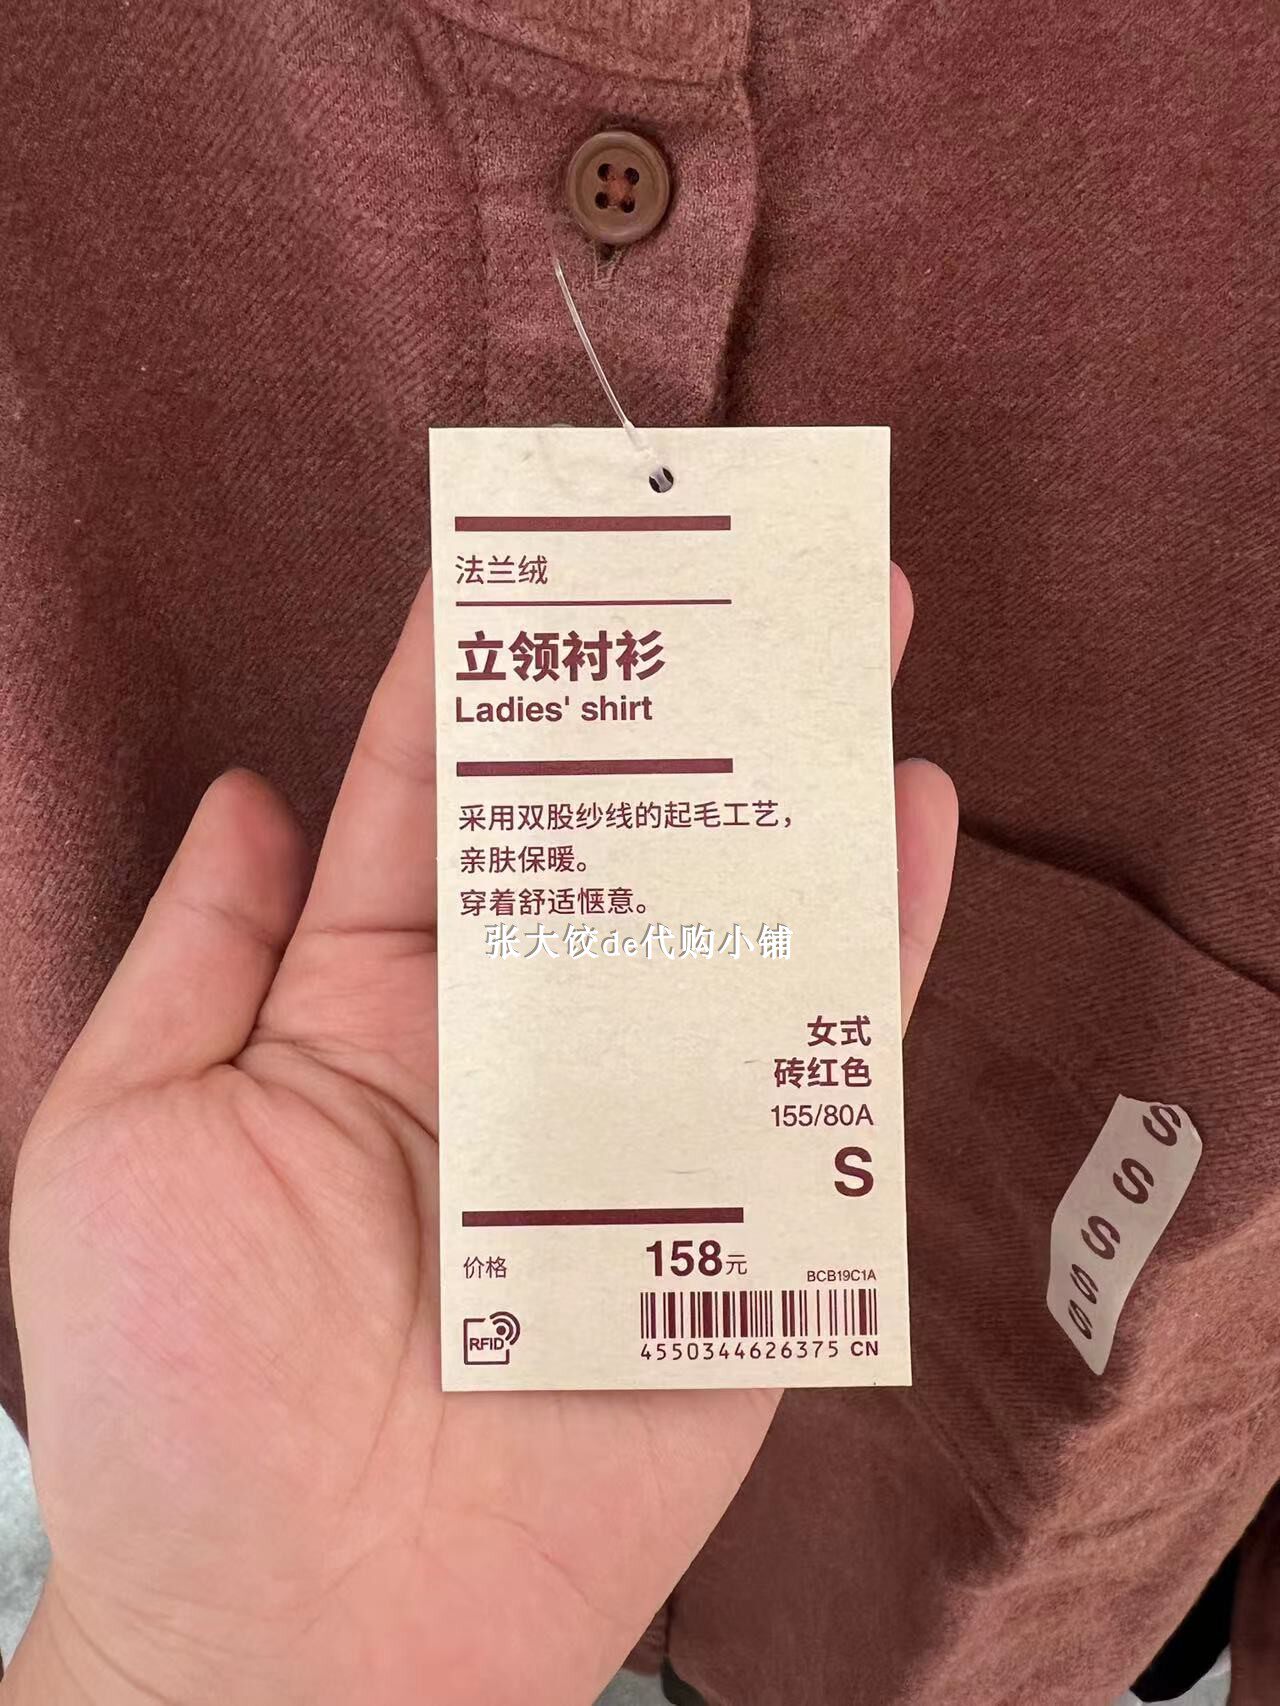 法兰绒
立领衬衫
Ladies' shirt
采用双股纱线的起毛工艺，
亲肤保暖。
穿着舒适惬意。
张大饺de代购小铺
女式
砖红色
155/80A
S
价格
158元
BCB19C1A
RFID
4550344626375 CN
S
S
S
S
S